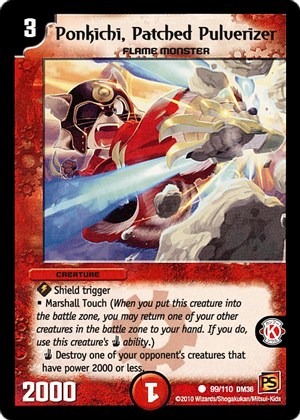 3
Ponkichi, Patched Pulverizer
FLAME MONSTER
CREATURE
Shield trigger
■ Marshall Touch (When you put this creature into
the battle zone, you may return one of your other
creatures in the battle zone to your hand. If you do,
use this creature's ability.)
Destroy one of your opponent's creatures that
have power 2000 or less.
K
2000
1
99/110 DM38
©2010 Wizards/Shogakukan/Mitsui-Kids
PS